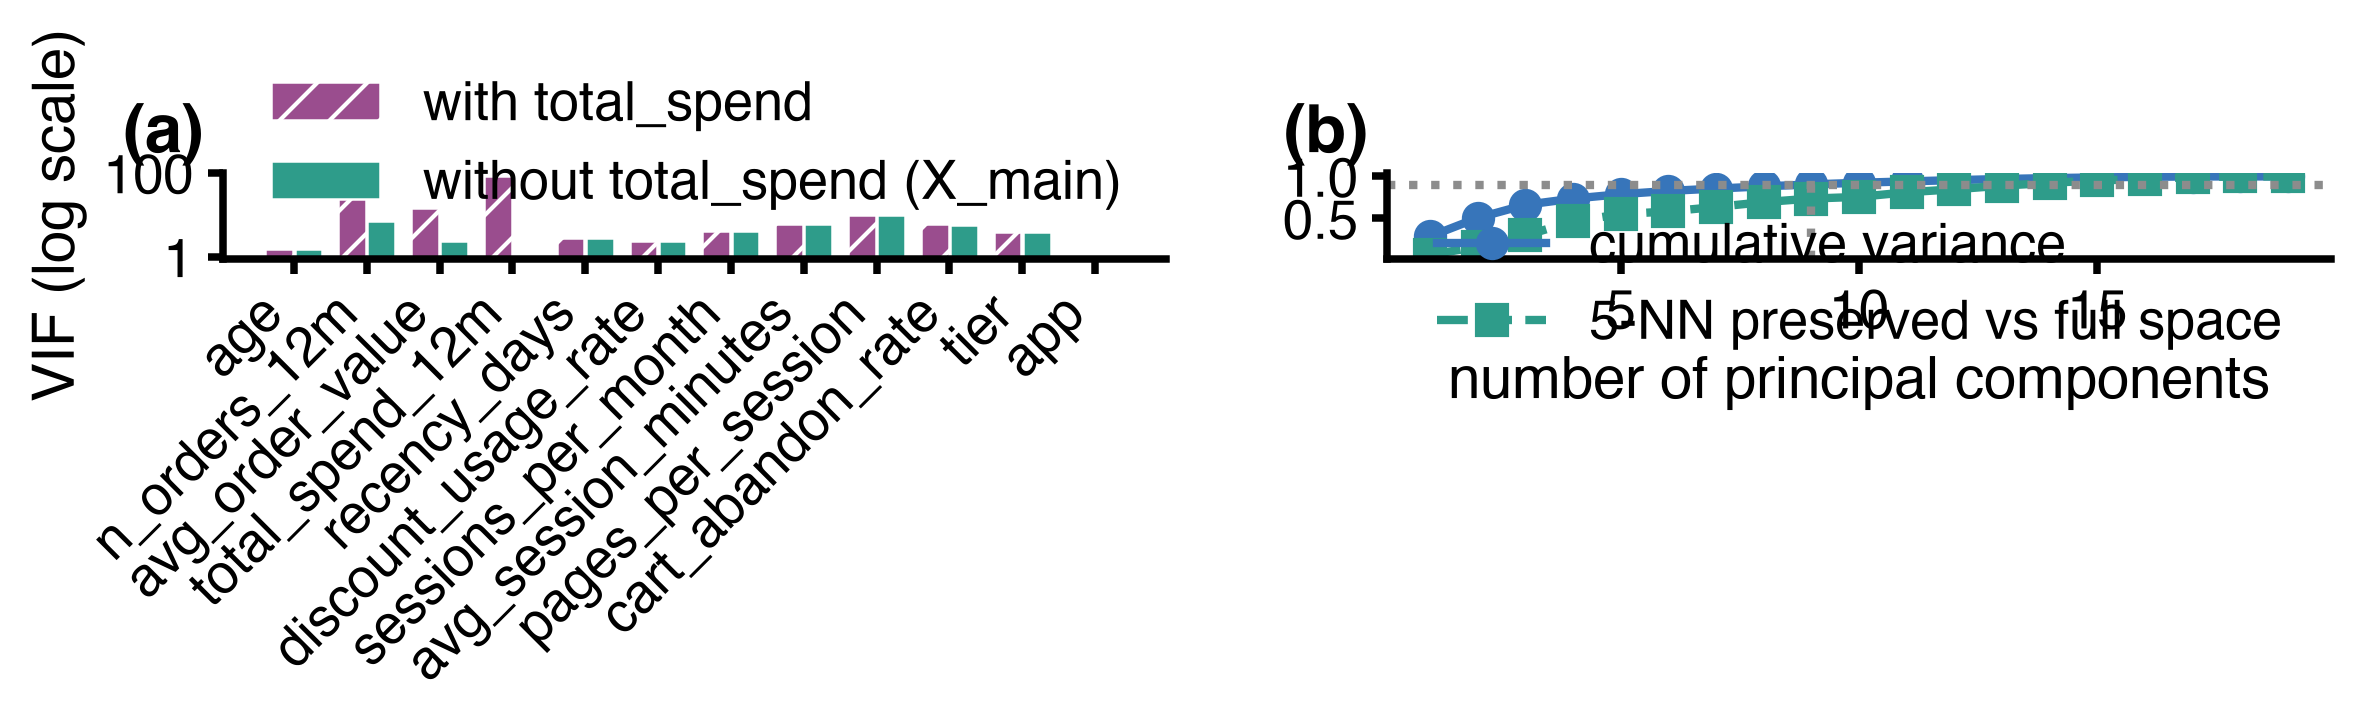 (a)
VIF (log scale)
100
1
with total_spend
without total_spend (X_main)
age
n_orders_12m
avg_order_value
total_spend_12m
recency_days
discount_usage_rate
sessions_per_month
avg_session_minutes
pages_per_session
cart_abandon_rate
tier
app
(b)
1.0
0.5
cumulative variance
5
10
15
5-NN preserved vs full space
number of principal components